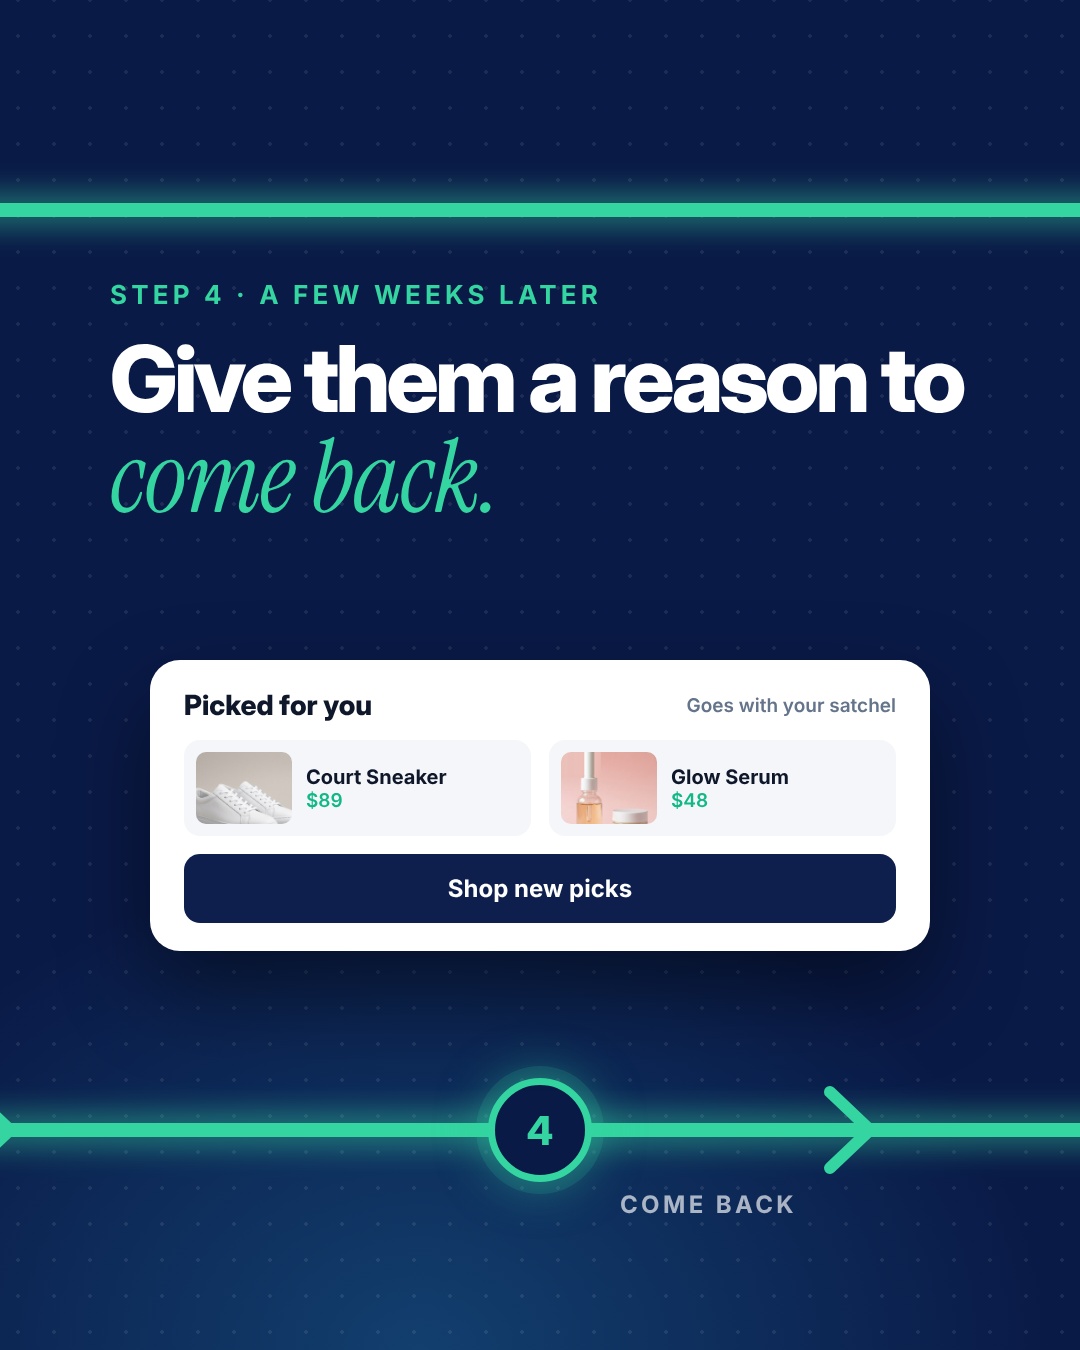 STEP 4 · A FEW WEEKS LATER
Give them a reason to
come back.
Picked for you
Goes with your satchel
Court Sneaker
$89
Glow Serum
$48
Shop new picks
4
COME BACK